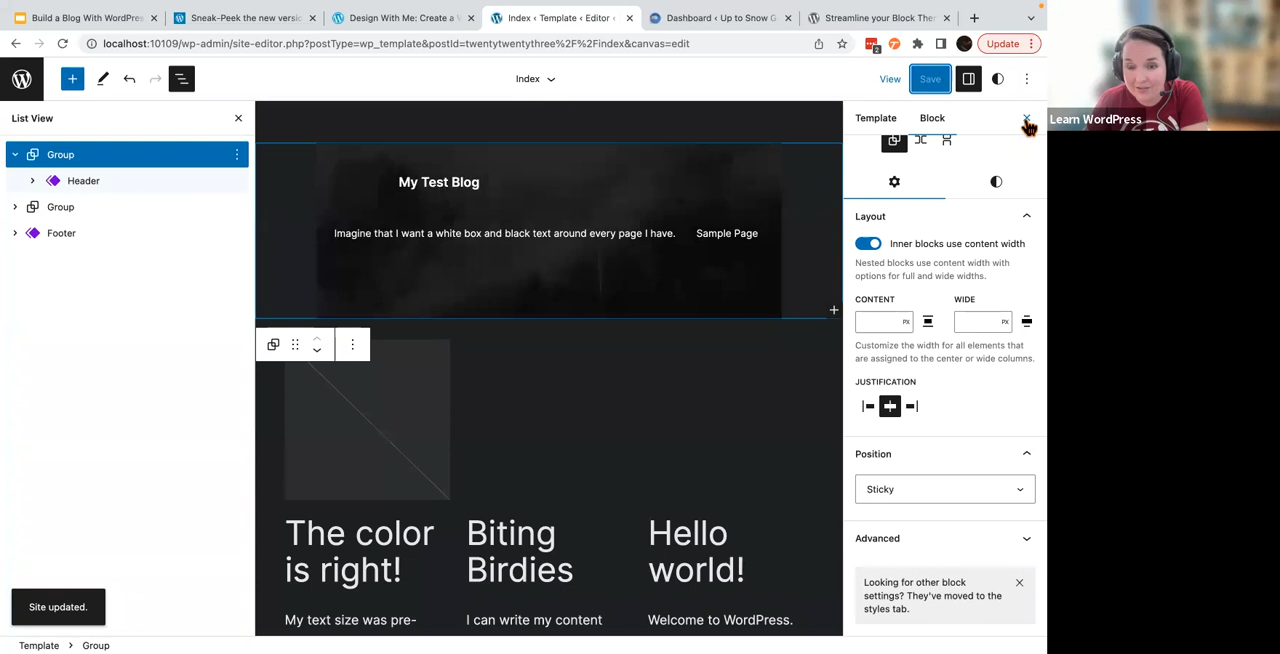 Build a Blog With WordPres
Sneak-Peek the new versi
Design With Me: Create a
Index ‹ Template ‹ Editor ‹
Dashboard ‹ Up to Snow G
Streamline your Block Ther
localhost:10109/wp-admin/site-editor.php?postType=wp_template&postId=twentytwentythree%2F%2Findex&canvas=edit
2
Update
Index
View
Save
List View
Group
Header
Group
Footer
My Test Blog
Imagine that I want a white box and black text around every page I have.
Sample Page
The color is right!
Biting Birdies
Hello world!
My text size was pre-
I can write my content
Welcome to WordPress.
Template
Block
Layout
Inner blocks use content width
Nested blocks use content width with
options for full and wide widths.
CONTENT
WIDE
PX
PX
Customize the width for all elements
that are assigned to the center or wide columns.
JUSTIFICATION
Position
Sticky
Advanced
Looking for other block
settings? They've moved to the
styles tab.
Site updated.
Template > Group
Learn WordPress